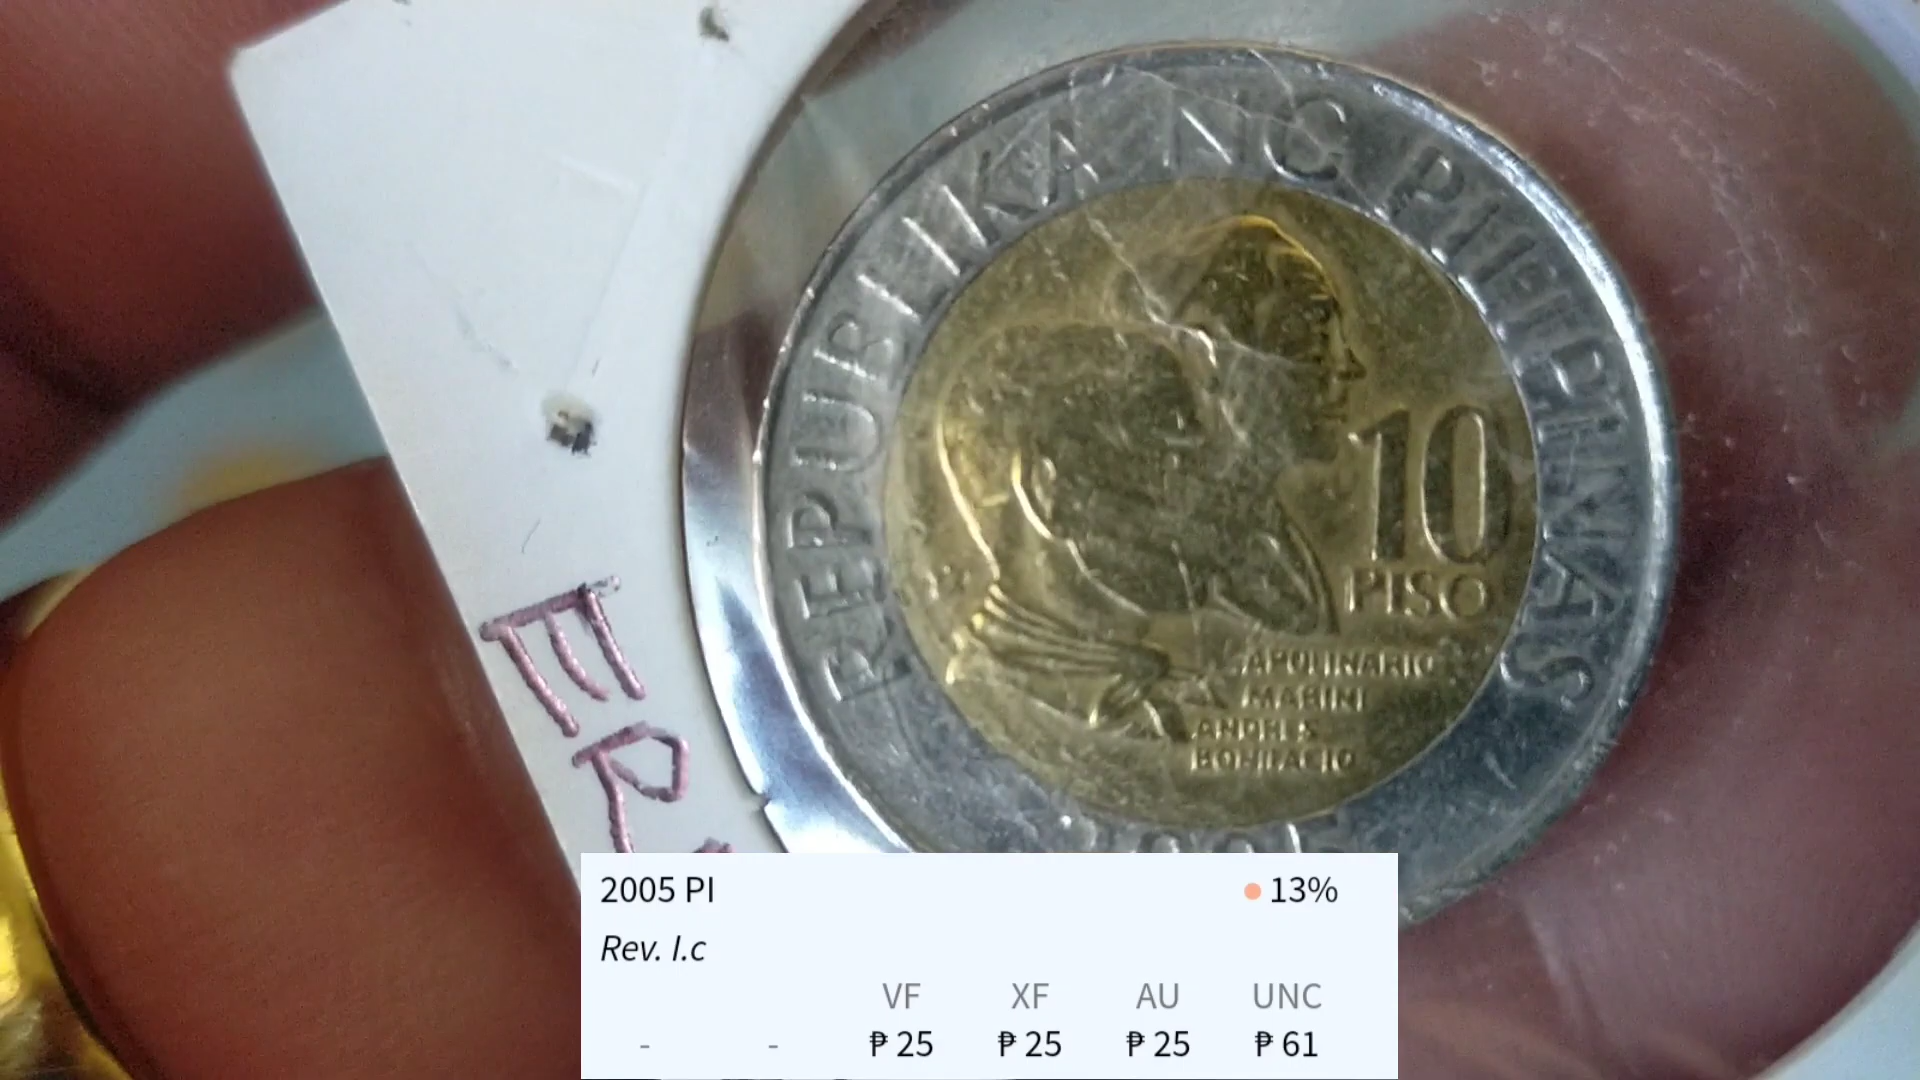 REPUBLIKA NG PILIPINAS
10
PISO
APOLINARIO
MABINI
ANDRES
BONIFACIO
ER
2005 PI 13%
Rev. I.c
VF XF AU UNC
- - ₱ 25 ₱ 25 ₱ 25 ₱ 61